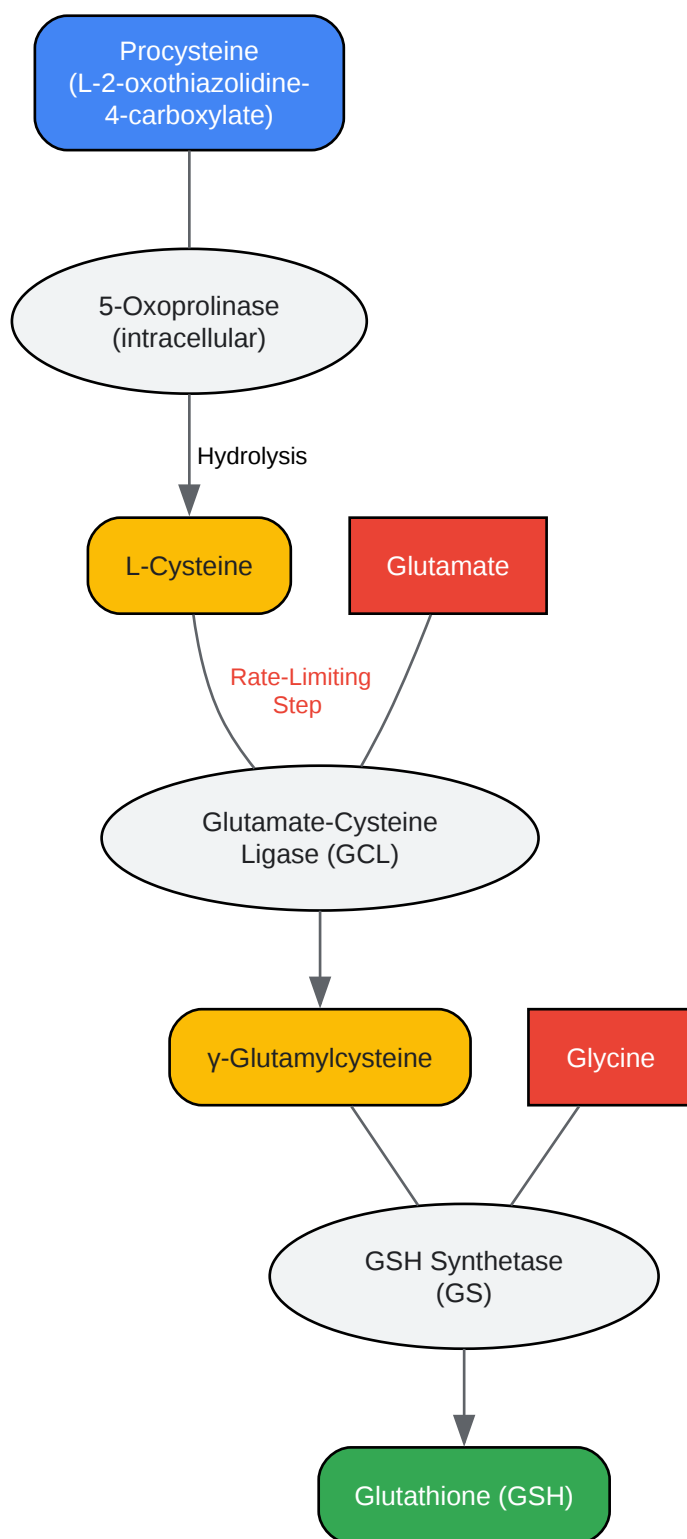 Procysteine
(L-2-oxothiazolidine-
4-carboxylate)
5-Oxoprolinase
(intracellular)
Hydrolysis
L-Cysteine
Glutamate
Rate-Limiting
Step
Glutamate-Cysteine
Ligase (GCL)
γ-Glutamylcysteine
Glycine
GSH Synthetase
(GS)
Glutathione (GSH)